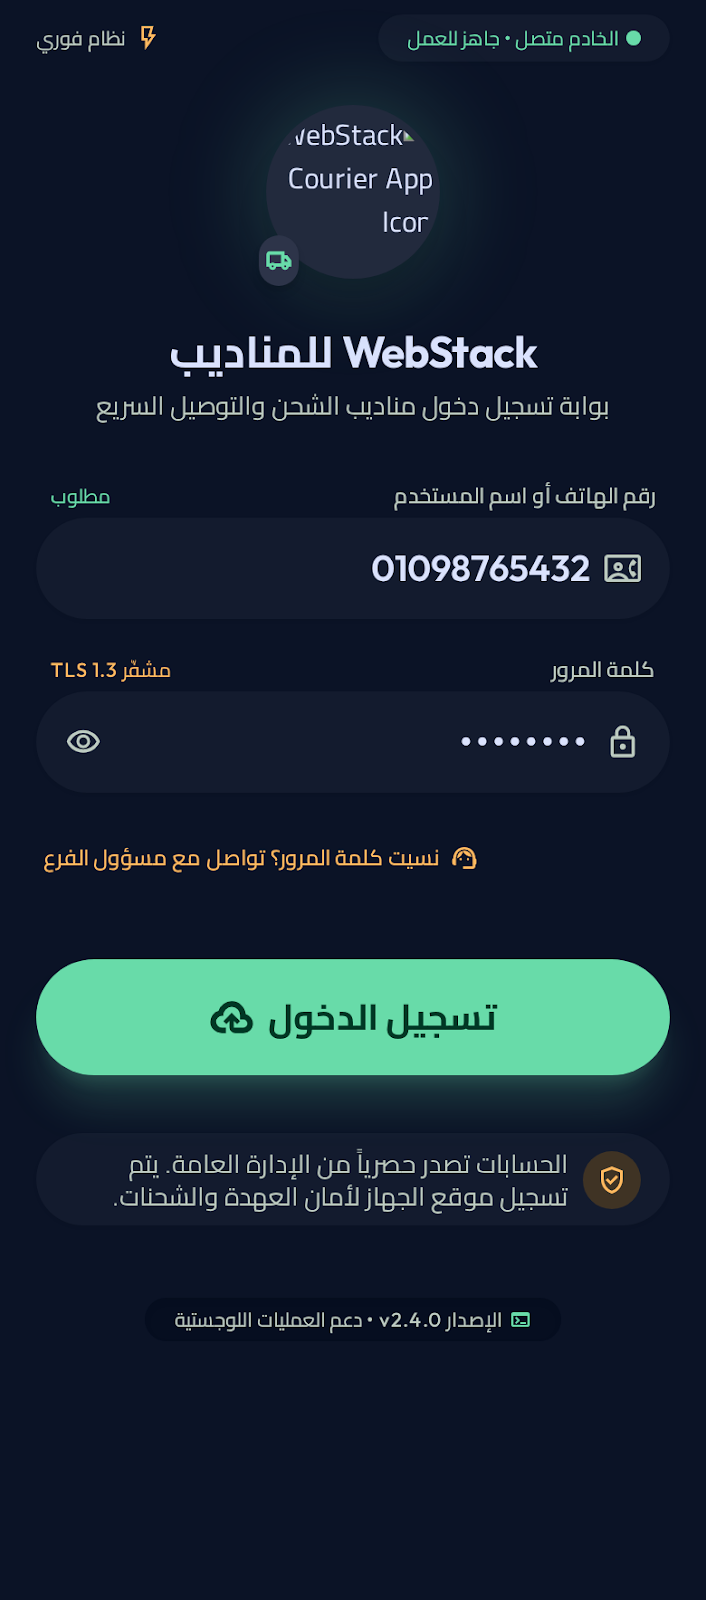 الخادم متصل • جاهز للعمل
نظام فوري
WebStack
Courier App
Icon
WebStack للمناديب
بوابة تسجيل دخول مناديب الشحن والتوصيل السريع
رقم الهاتف أو اسم المستخدم
مطلوب
01098765432
كلمة المرور
مشفّر TLS 1.3
••••••••
نسيت كلمة المرور؟ تواصل مع مسؤول الفرع
تسجيل الدخول
الحسابات تصدر حصرياً من الإدارة العامة. يتم
تسجيل موقع الجهاز لأمان العهدة والشحنات.
الإصدار v2.4.0 • دعم العمليات اللوجستية